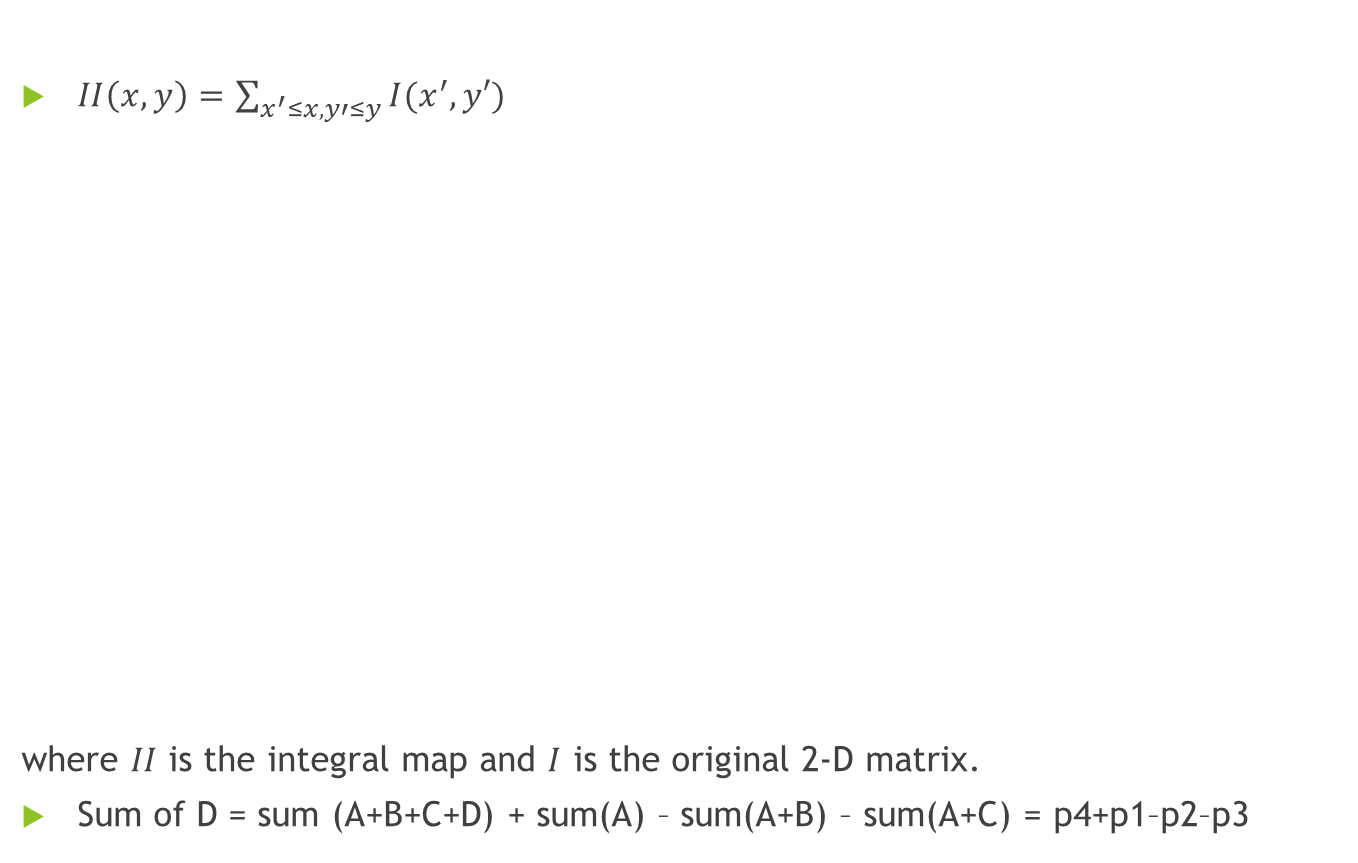 ► II(x, y) = ∑x′≤x,y′≤y I(x′, y′)
where II is the integral map and I is the original 2-D matrix.
► Sum of D = sum (A+B+C+D) + sum(A) – sum(A+B) – sum(A+C) = p4+p1–p2–p3